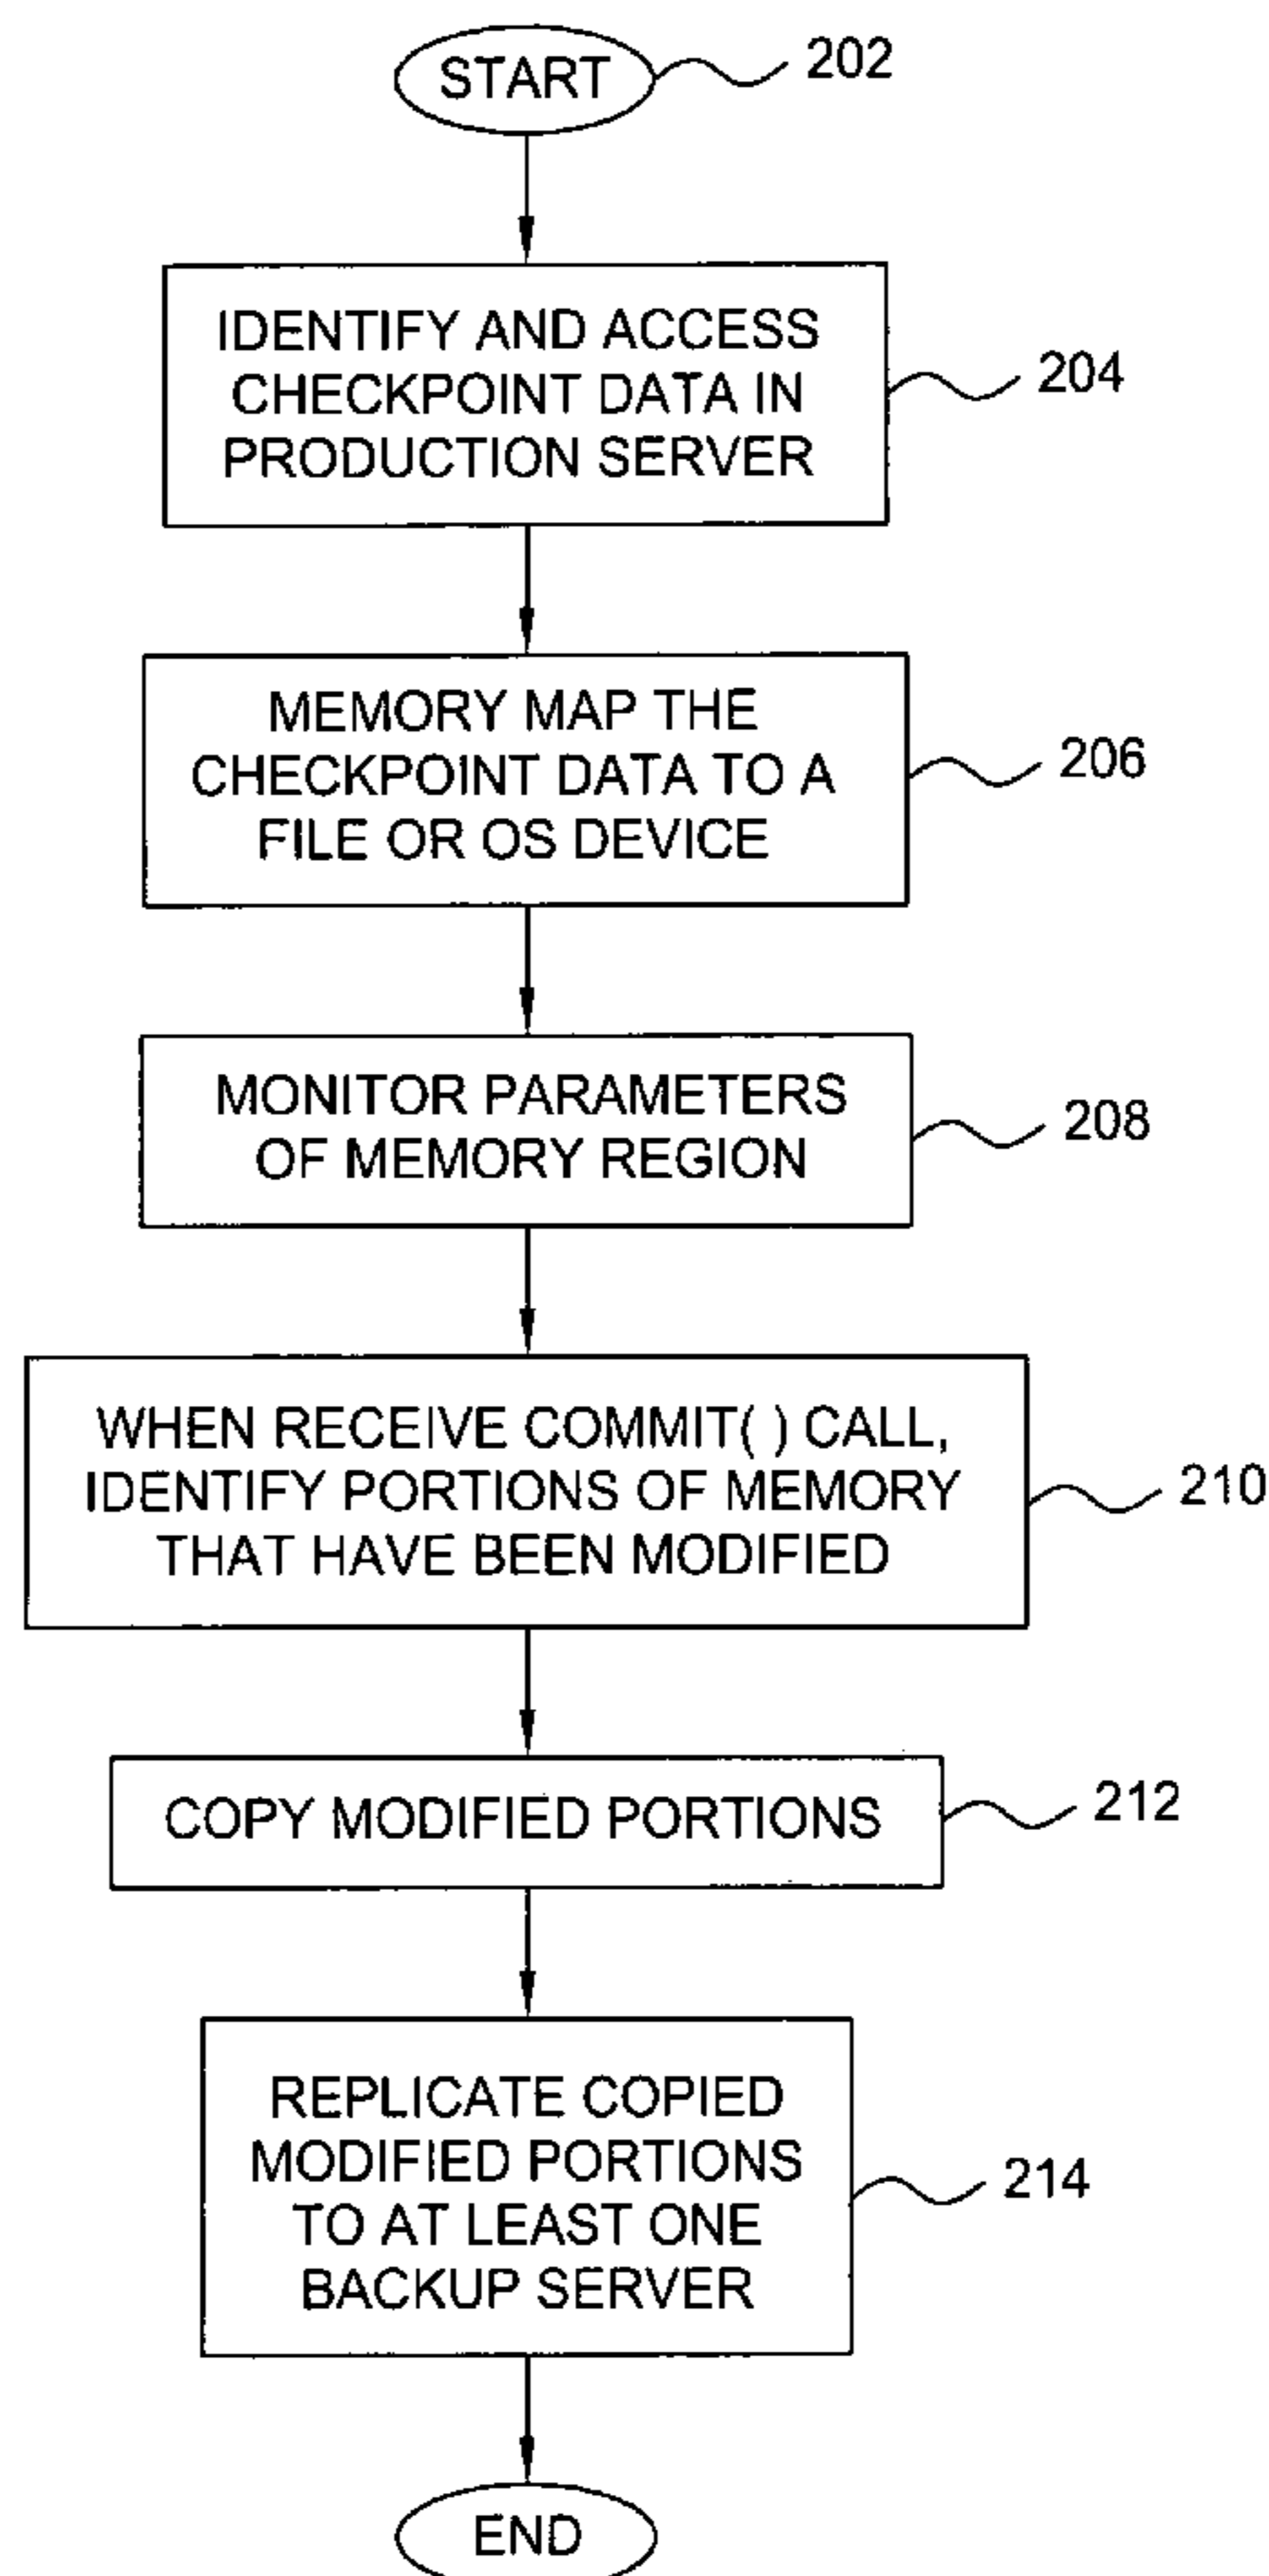 START
202
IDENTIFY AND ACCESS
CHECKPOINT DATA IN
PRODUCTION SERVER
204
MEMORY MAP THE
CHECKPOINT DATA TO A
FILE OR OS DEVICE
206
MONITOR PARAMETERS
OF MEMORY REGION
208
WHEN RECEIVE COMMIT( ) CALL,
IDENTIFY PORTIONS OF MEMORY
THAT HAVE BEEN MODIFIED
210
COPY MODIFIED PORTIONS
212
REPLICATE COPIED
MODIFIED PORTIONS
TO AT LEAST ONE
BACKUP SERVER
214
END